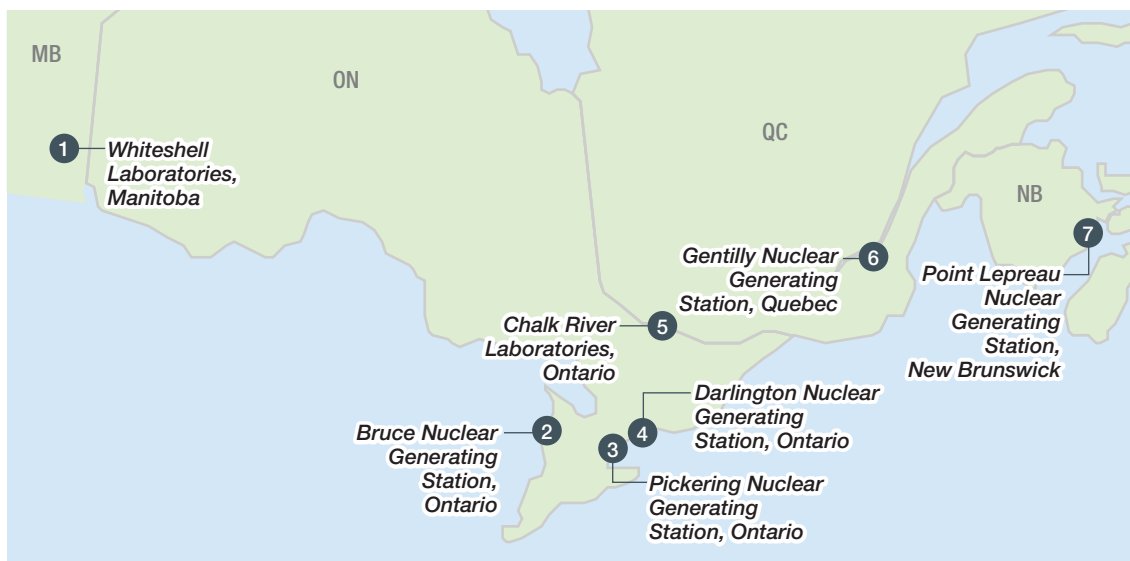 MB
ON
QC
NB
1
Whiteshell
Laboratories,
Manitoba
2
Bruce Nuclear
Generating
Station,
Ontario
3
Pickering Nuclear
Generating
Station, Ontario
4
Darlington Nuclear
Generating
Station, Ontario
5
Chalk River
Laboratories,
Ontario
6
Gentilly Nuclear
Generating
Station, Quebec
7
Point Lepreau
Nuclear
Generating
Station,
New Brunswick